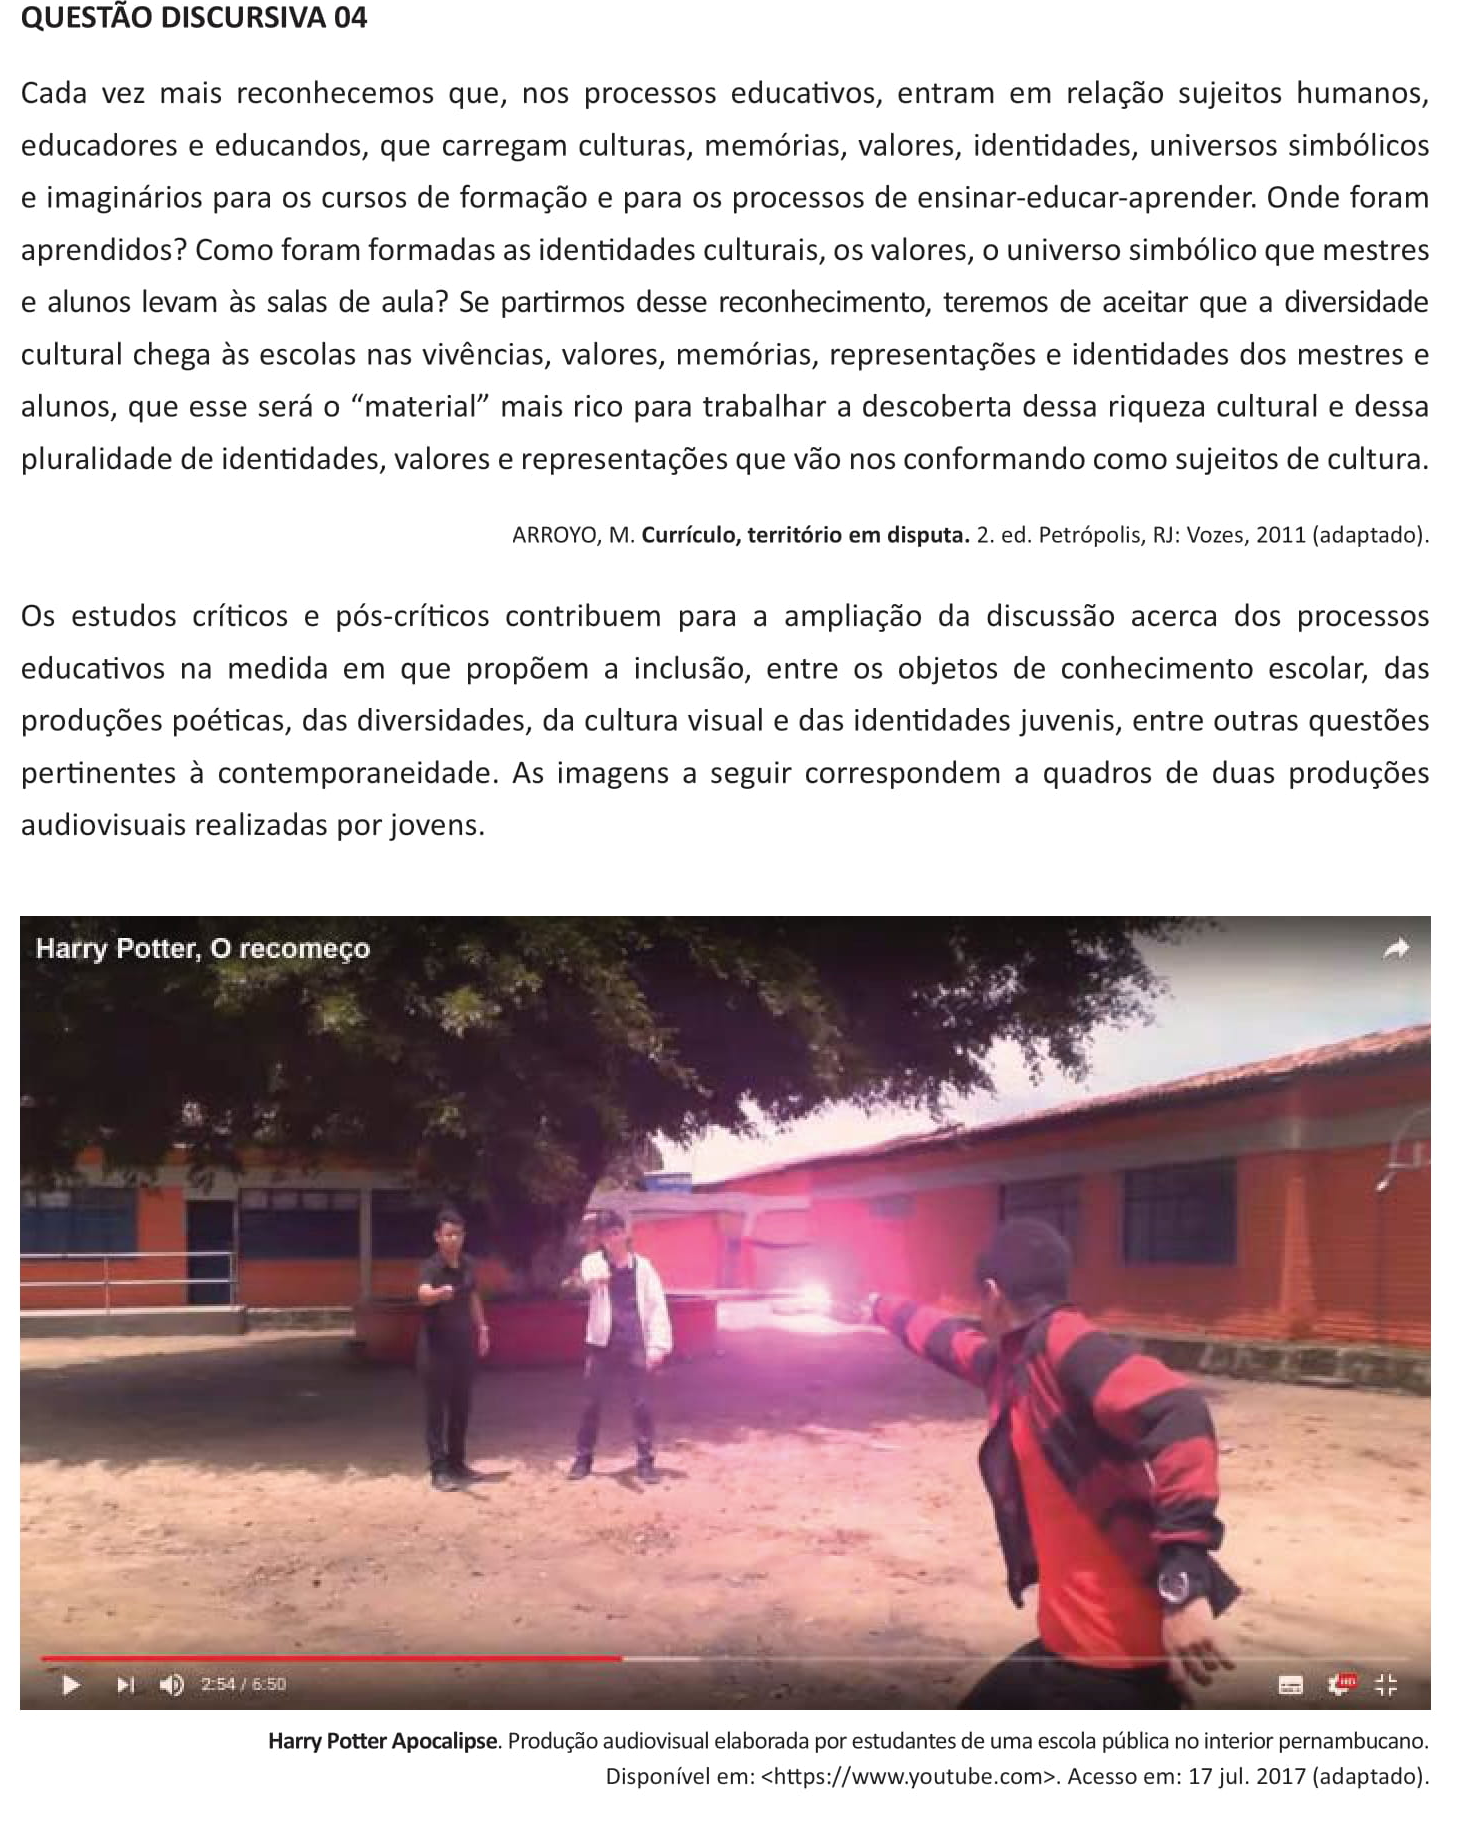 QUESTÃO DISCURSIVA 04
Cada vez mais reconhecemos que, nos processos educativos, entram em relação sujeitos humanos,
educadores e educandos, que carregam culturas, memórias, valores, identidades, universos simbólicos
e imaginários para os cursos de formação e para os processos de ensinar-educar-aprender. Onde foram
aprendidos? Como foram formadas as identidades culturais, os valores, o universo simbólico que mestres
e alunos levam às salas de aula? Se partirmos desse reconhecimento, teremos de aceitar que a diversidade
cultural chega às escolas nas vivências, valores, memórias, representações e identidades dos mestres e
alunos, que esse será o “material” mais rico para trabalhar a descoberta dessa riqueza cultural e dessa
pluralidade de identidades, valores e representações que vão nos conformando como sujeitos de cultura.
ARROYO, M. Currículo, território em disputa. 2. ed. Petrópolis, RJ: Vozes, 2011 (adaptado).
Os estudos críticos e pós-críticos contribuem para a ampliação da discussão acerca dos processos
educativos na medida em que propõem a inclusão, entre os objetos de conhecimento escolar, das
produções poéticas, das diversidades, da cultura visual e das identidades juvenis, entre outras questões
pertinentes à contemporaneidade. As imagens a seguir correspondem a quadros de duas produções
audiovisuais realizadas por jovens.
Harry Potter, O recomeço
2:54 / 6:50
HD
Harry Potter Apocalipse. Produção audiovisual elaborada por estudantes de uma escola pública no interior pernambucano.
Disponível em: <https://www.youtube.com>. Acesso em: 17 jul. 2017 (adaptado).